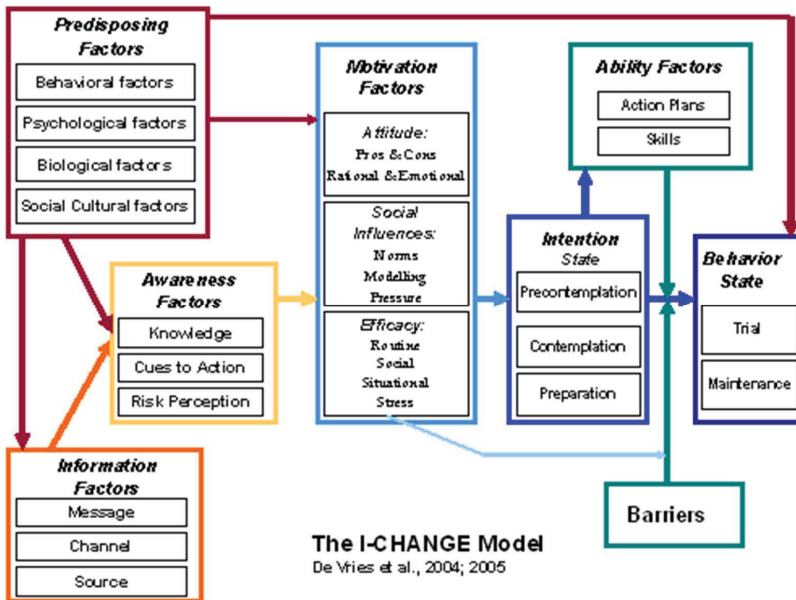 Predisposing
Factors
Behavioral factors
Psychological factors
Biological factors
Social Cultural factors
Awareness
Factors
Knowledge
Cues to Action
Risk Perception
Information
Factors
Message
Channel
Source
Motivation
Factors
Attitude:
Pros & Cons
Rational & Emotional
Social
Influences:
Norms
Modelling
Pressure
Efficacy:
Routine
Social
Situational
Stress
Intention
State
Precontemplation
Contemplation
Preparation
Ability Factors
Action Plans
Skills
Behavior
State
Trial
Maintenance
Barriers
The I-CHANGE Model
De Vries et al., 2004; 2005